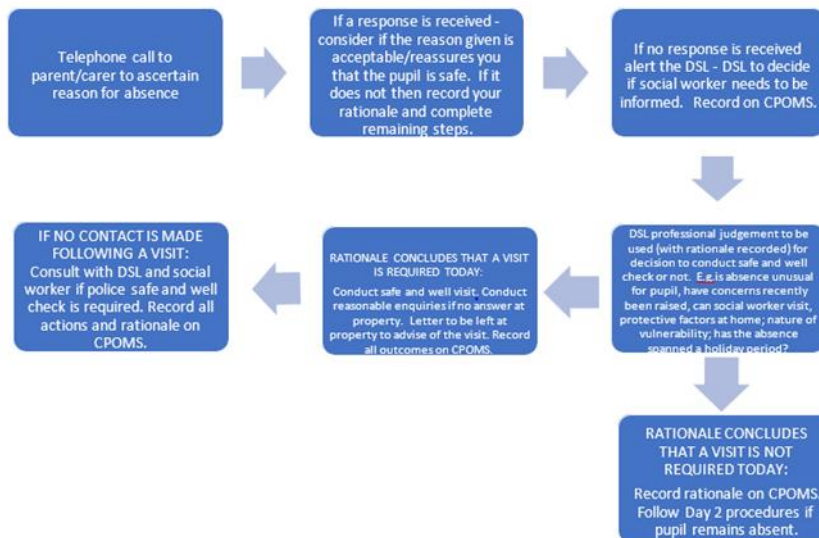 Telephone call to
parent/carer to ascertain
reason for absence
If a response is received -
consider if the reason given is
acceptable/reassures you
that the pupil is safe. If it
does not then record your
rationale and complete
remaining steps.
If no response is received
alert the DSL - DSL to decide
if social worker needs to be
informed. Record on CPOMS.
DSL professional judgement to be
used (with rationale recorded) for
decision to conduct safe and well
check or not. E.g.is absence unusual
for pupil, have concerns recently
been raised, can social worker visit,
protective factors at home; nature of
vulnerability; has the absence
spanned a holiday period?
RATIONALE CONCLUDES THAT A VISIT
IS REQUIRED TODAY:
Conduct safe and well visit. Conduct
reasonable enquiries if no answer at
property. Letter to be left at
property to advise of the visit. Record
all outcomes on CPOMS.
IF NO CONTACT IS MADE
FOLLOWING A VISIT:
Consult with DSL and social
worker if police safe and well
check is required. Record all
actions and rationale on
CPOMS.
RATIONALE CONCLUDES
THAT A VISIT IS NOT
REQUIRED TODAY:
Record rationale on CPOMS.
Follow Day 2 procedures if
pupil remains absent.